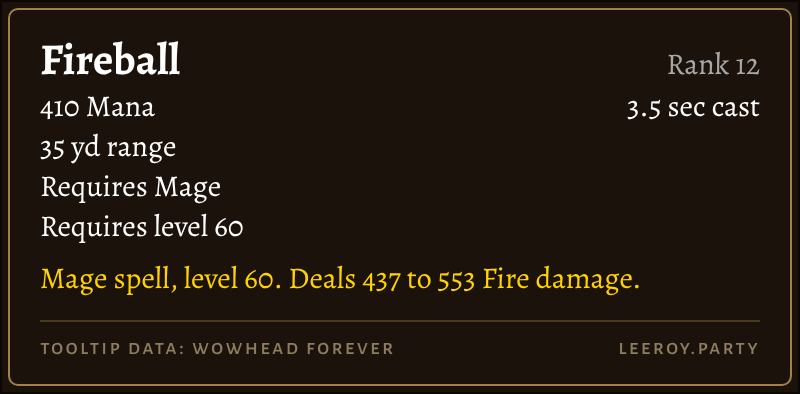 Fireball Rank 12
410 Mana 3.5 sec cast
35 yd range
Requires Mage
Requires level 60
Mage spell, level 60. Deals 437 to 553 Fire damage.
TOOLTIP DATA: WOWHEAD FOREVER LEEROY.PARTY